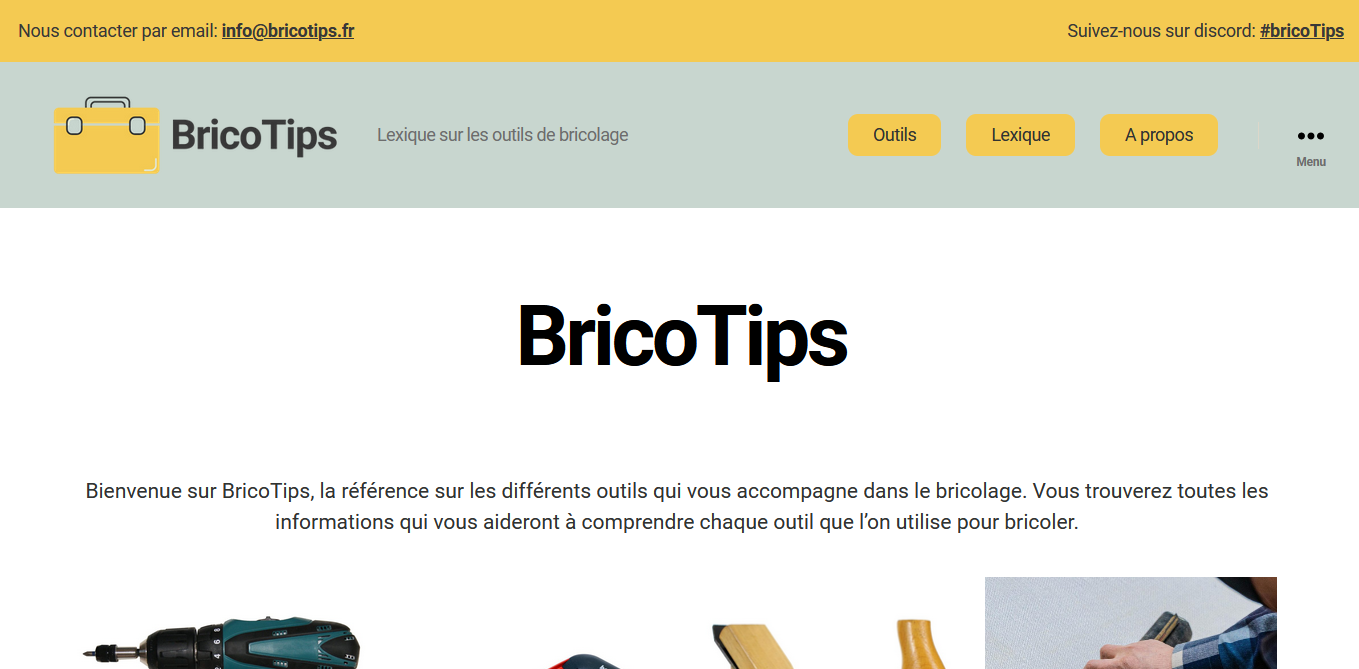 Nous contacter par email: info@bricotips.fr
Suivez-nous sur discord: #bricoTips
BricoTips
Lexique sur les outils de bricolage
Outils
Lexique
A propos
Menu
BricoTips
Bienvenue sur BricoTips, la référence sur les différents outils qui vous accompagne dans le bricolage. Vous trouverez toutes les
informations qui vous aideront à comprendre chaque outil que l’on utilise pour bricoler.